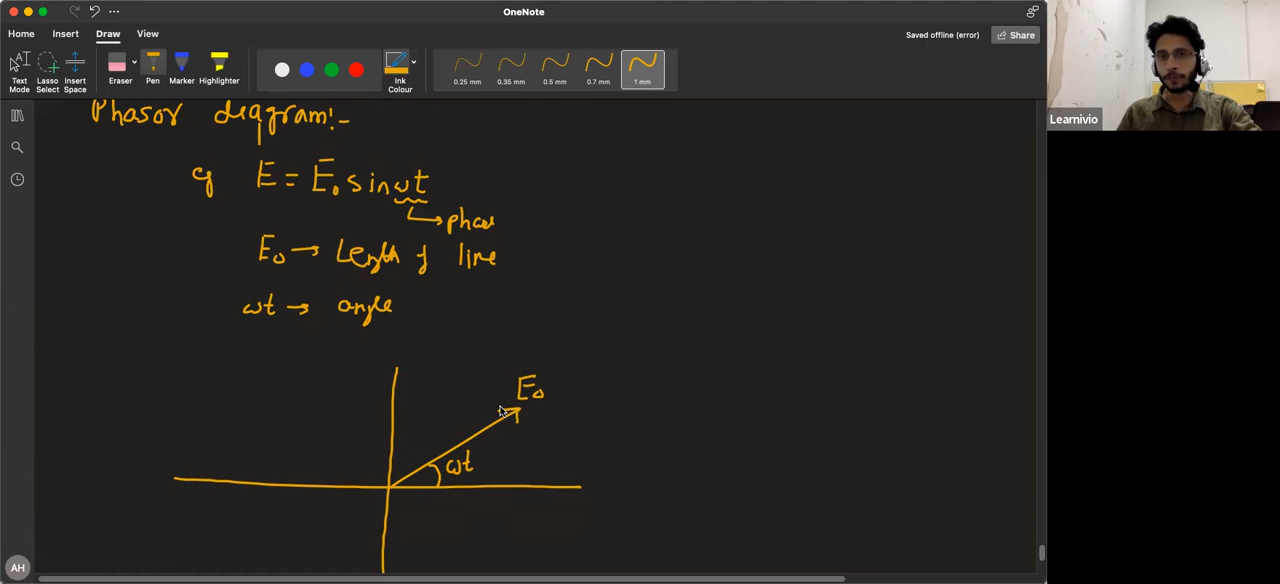 OneNote
Home Insert Draw View
Saved offline (error) Share
Text Mode Lasso Select Insert Space Eraser Pen Marker Highlighter Ink Colour 0.25 mm 0.35 mm 0.5 mm 0.7 mm 1 mm
Learnivio
Phasor diagram:-
eg E = E₀ sin ωt
phase
E₀ → Length of line
ωt → angle
E₀
ωt
AH